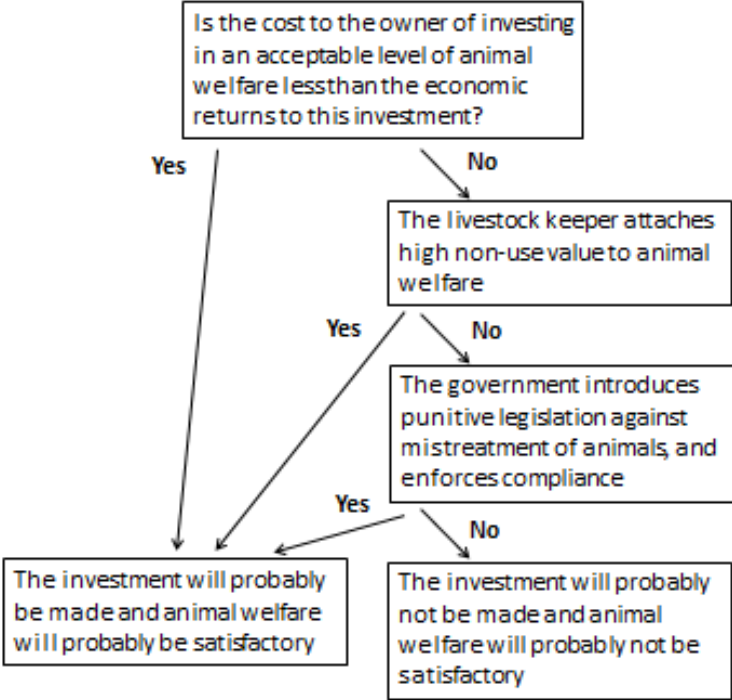 Is the cost to the owner of investing
in an acceptable level of animal
welfare less than the economic
returns to this investment?
Yes
No
The livestock keeper attaches
high non-use value to animal
welfare
Yes
No
The government introduces
punitive legislation against
mistreatment of animals, and
enforces compliance
Yes
No
The investment will probably
be made and animal welfare
will probably be satisfactory
The investment will probably
not be made and animal
welfare will probably not be
satisfactory